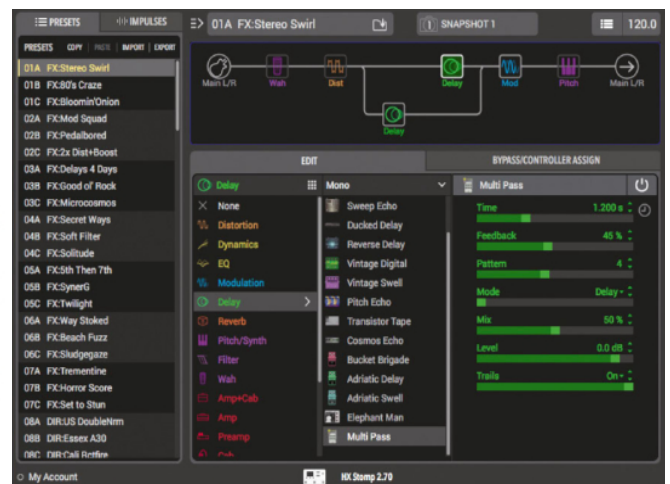 PRESETS
IMPULSES
01A FX:Stereo Swirl
SNAPSHOT 1
120.0
PRESETS COPY PASTE IMPORT EXPORT
01A FX:Stereo Swirl
01B FX:80's Craze
01C FX:Bloomin'Onion
02A FX:Mod Squad
02B FX:Pedalbored
02C FX:2x Dist+Boost
03A FX:Delays 4 Days
03B FX:Good ol' Rock
03C FX:Microcosmos
04A FX:Secret Ways
04B FX:Soft Filter
04C FX:Solitude
05A FX:5th Then 7th
05B FX:SynerG
05C FX:Twilight
06A FX:Way Stoked
06B FX:Beach Fuzz
06C FX:Sludgegaze
07A FX:Trementine
07B FX:Horror Score
07C FX:Set to Stun
08A DIR:US DoubleNrm
08B DIR:Essex A30
08C DIR:Cali Rctfire
Main L/R
Wah
Dist
Delay
Mod
Pitch
Main L/R
Delay
EDIT
BYPASS/CONTROLLER ASSIGN
Delay
None
Distortion
Dynamics
EQ
Modulation
Delay
Reverb
Pitch/Synth
Filter
Wah
Amp+Cab
Amp
Preamp
Cab
Mono
Sweep Echo
Ducked Delay
Reverse Delay
Vintage Digital
Vintage Swell
Pitch Echo
Transistor Tape
Cosmos Echo
Bucket Brigade
Adriatic Delay
Adriatic Swell
Elephant Man
Multi Pass
Multi Pass
Time 1.200 s
Feedback 45 %
Pattern 4
Mode Delay
Mix 50 %
Level 0.0 dB
Trails On
My Account
HX Stomp 2.70